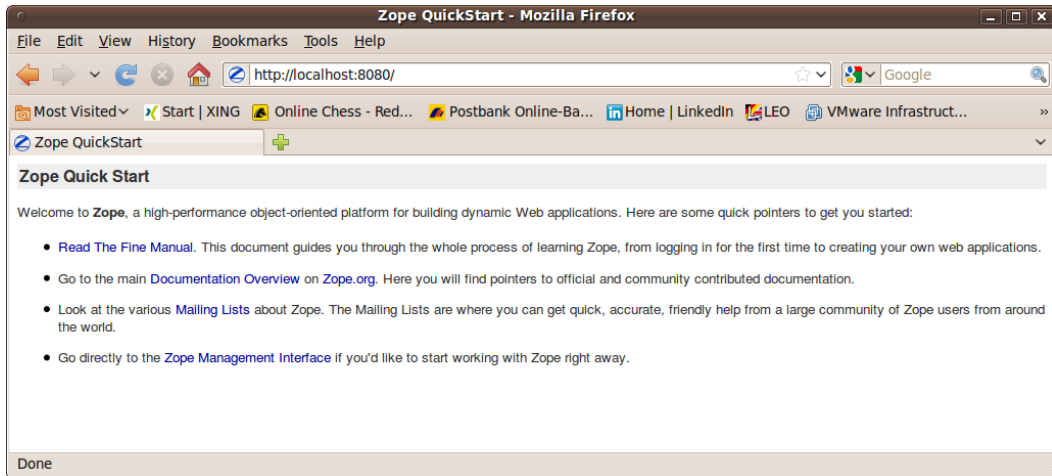 Zope QuickStart - Mozilla Firefox
File Edit View History Bookmarks Tools Help
http://localhost:8080/ Google
Most Visited Start | XING Online Chess - Red... Postbank Online-Ba... Home | LinkedIn LEO VMware Infrastruct... »
Zope QuickStart
Zope Quick Start
Welcome to Zope, a high-performance object-oriented platform for building dynamic Web applications. Here are some quick pointers to get you started:
• Read The Fine Manual. This document guides you through the whole process of learning Zope, from logging in for the first time to creating your own web applications.
• Go to the main Documentation Overview on Zope.org. Here you will find pointers to official and community contributed documentation.
• Look at the various Mailing Lists about Zope. The Mailing Lists are where you can get quick, accurate, friendly help from a large community of Zope users from around
the world.
• Go directly to the Zope Management Interface if you'd like to start working with Zope right away.
Done